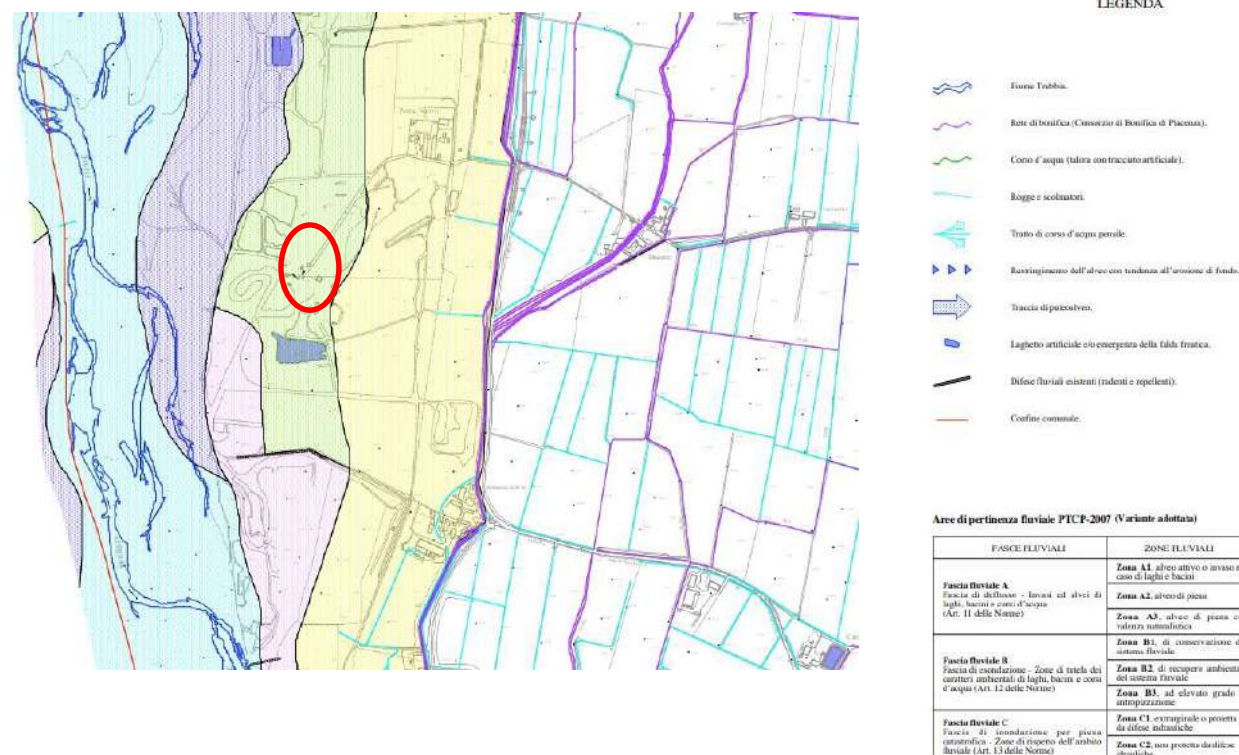 LEGENDA
Fiume Trebbia.
Rete di bonifica (Consorzio di Bonifica di Piacenza).
Corso d'acqua (talora con tracciato artificiale).
Rogge e scolmatori.
Tratto di corso d'acqua pensile.
Restringimento dell'alveo con tendenza all'erosione di fondo.
Traccia di paleoalveo.
Laghetto artificiale e/o emergenza della falda freatica.
Difese fluviali esistenti (radenti e repellenti).
Confine comunale.
Aree di pertinenza fluviale PTCP-2007 (Variante adottata)
FASCE FLUVIALI
ZONE FLUVIALI
Fascia fluviale A
Fascia di deflusso - Invasi ed alvei di
laghi, bacini e corsi d'acqua
(Art. 11 delle Norme)
Zona A1, alveo attivo o invaso n
caso di laghi e bacini
Zona A2, alveo di piena
Zona A3, alveo di piena c
valenza naturalistica
Fascia fluviale B
Fascia di esondazione - Zone di tutela dei
caratteri ambientali di laghi, bacini e corsi
d'acqua (Art. 12 delle Norme)
Zona B1, di conservazione d
sistema fluviale
Zona B2, di recupero ambienta
del sistema fluviale
Zona B3, ad elevato grado
antropizzazione
Fascia fluviale C
Fascia di inondazione per piena
catastrofica - Zone di rispetto dell'ambito
fluviale (Art. 13 delle Norme)
Zona C1, extrarginale o protetta
da difese idrauliche
Zona C2, non protetta da difese
idrauliche